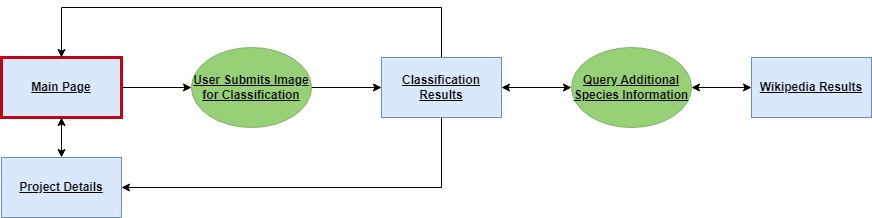 Main Page
User Submits Image
for Classification
Classification
Results
Query Additional
Species Information
Wikipedia Results
Project Details